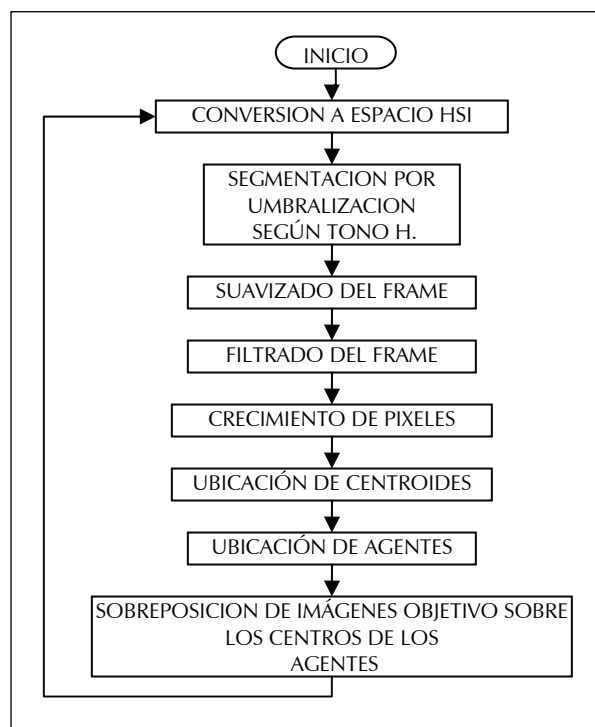 INICIO
CONVERSION A ESPACIO HSI
SEGMENTACION POR
UMBRALIZACION
SEGÚN TONO H.
SUAVIZADO DEL FRAME
FILTRADO DEL FRAME
CRECIMIENTO DE PIXELES
UBICACIÓN DE CENTROIDES
UBICACIÓN DE AGENTES
SOBREPOSICION DE IMÁGENES OBJETIVO SOBRE
LOS CENTROS DE LOS
AGENTES